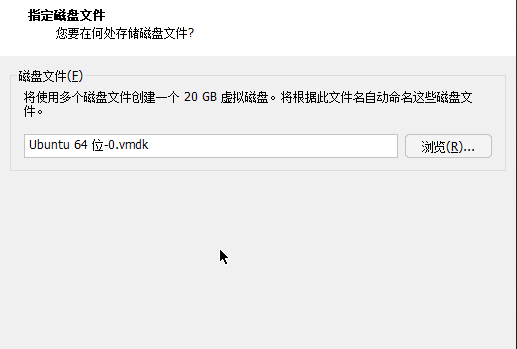 指定磁盘文件
您要在何处存储磁盘文件?
磁盘文件(F)
将使用多个磁盘文件创建一个 20 GB 虚拟磁盘。将根据此文件名自动命名这些磁盘文
件。
Ubuntu 64 位-0.vmdk
浏览(R)...